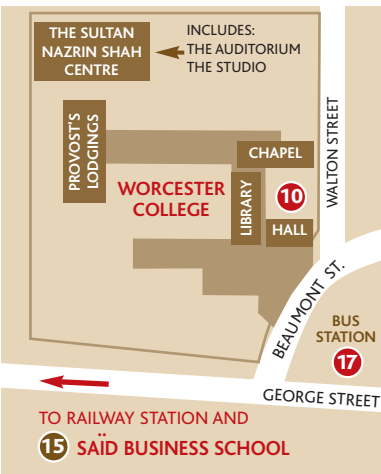 THE SULTAN
NAZRIN SHAH
CENTRE
INCLUDES:
THE AUDITORIUM
THE STUDIO
PROVOST'S
LODGINGS
CHAPEL
WALTON STREET
WORCESTER
COLLEGE
LIBRARY
10
HALL
BEAUMONT ST.
BUS
STATION
17
GEORGE STREET
TO RAILWAY STATION AND
15 SAÏD BUSINESS SCHOOL